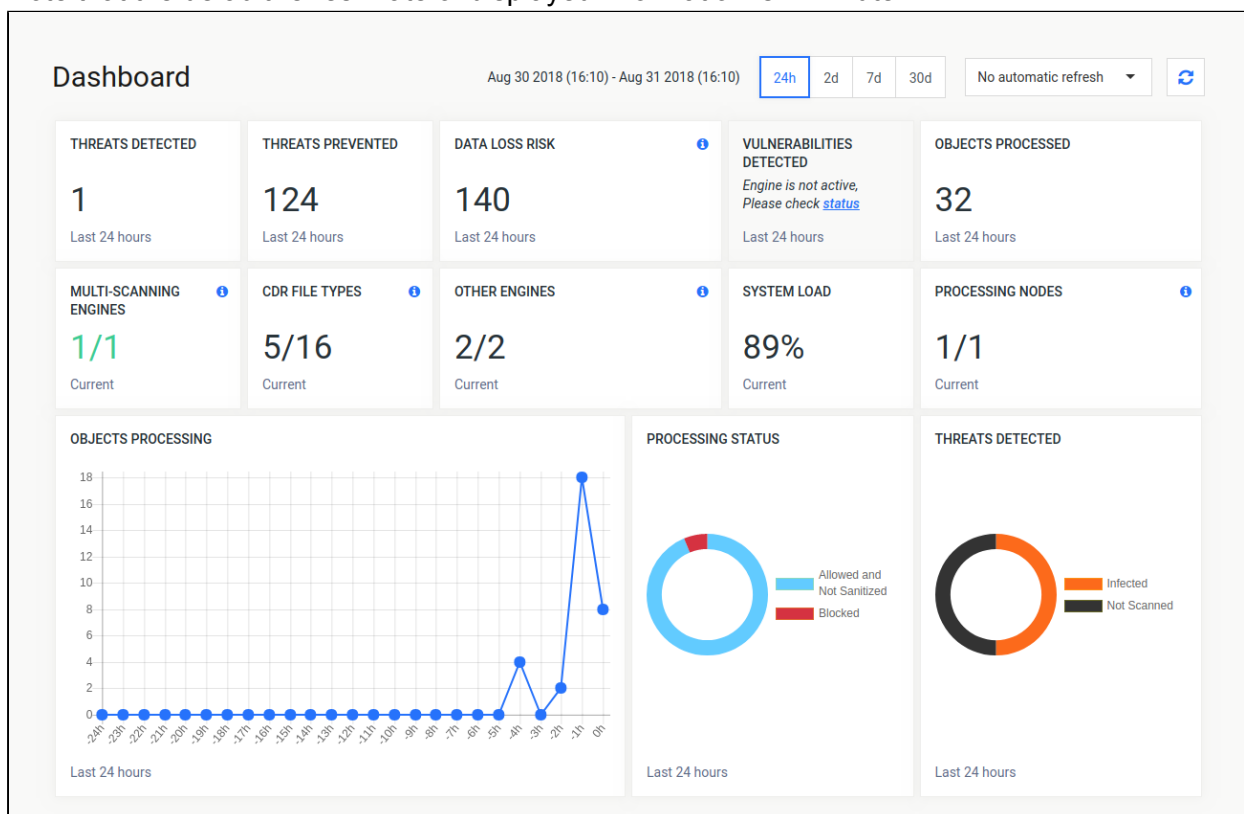 Dashboard
Aug 30 2018 (16:10) - Aug 31 2018 (16:10)
24h
2d
7d
30d
No automatic refresh
THREATS DETECTED
1
Last 24 hours
THREATS PREVENTED
124
Last 24 hours
DATA LOSS RISK
140
Last 24 hours
VULNERABILITIES
DETECTED
Engine is not active,
Please check status
Last 24 hours
OBJECTS PROCESSED
32
Last 24 hours
MULTI-SCANNING
ENGINES
1/1
Current
CDR FILE TYPES
5/16
Current
OTHER ENGINES
2/2
Current
SYSTEM LOAD
89%
Current
PROCESSING NODES
1/1
Current
OBJECTS PROCESSING
18
16
14
12
10
8
6
4
2
0
-24h
-23h
-22h
-21h
-20h
-19h
-18h
-17h
-16h
-15h
-14h
-13h
-12h
-11h
-10h
-9h
-8h
-7h
-6h
-5h
-4h
-3h
-2h
-1h
0h
Last 24 hours
PROCESSING STATUS
Allowed and
Not Sanitized
Blocked
Last 24 hours
THREATS DETECTED
Infected
Not Scanned
Last 24 hours